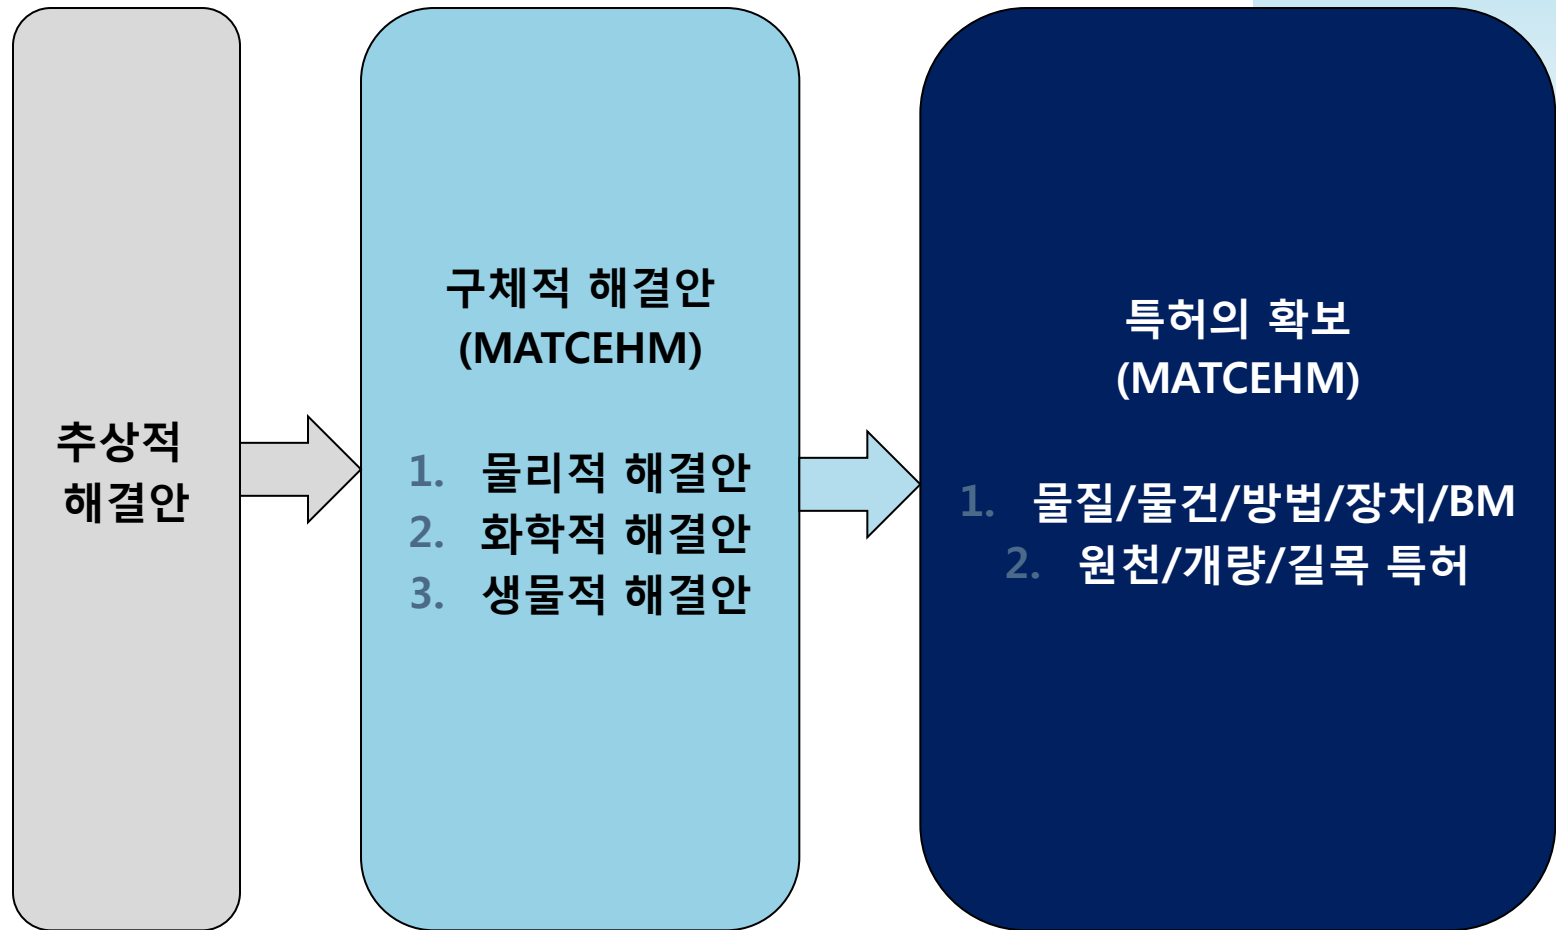 추상적
해결안
구체적 해결안
(MATCEHM)
1. 물리적 해결안
2. 화학적 해결안
3. 생물적 해결안
특허의 확보
(MATCEHM)
1. 물질/물건/방법/장치/BM
2. 원천/개량/길목 특허